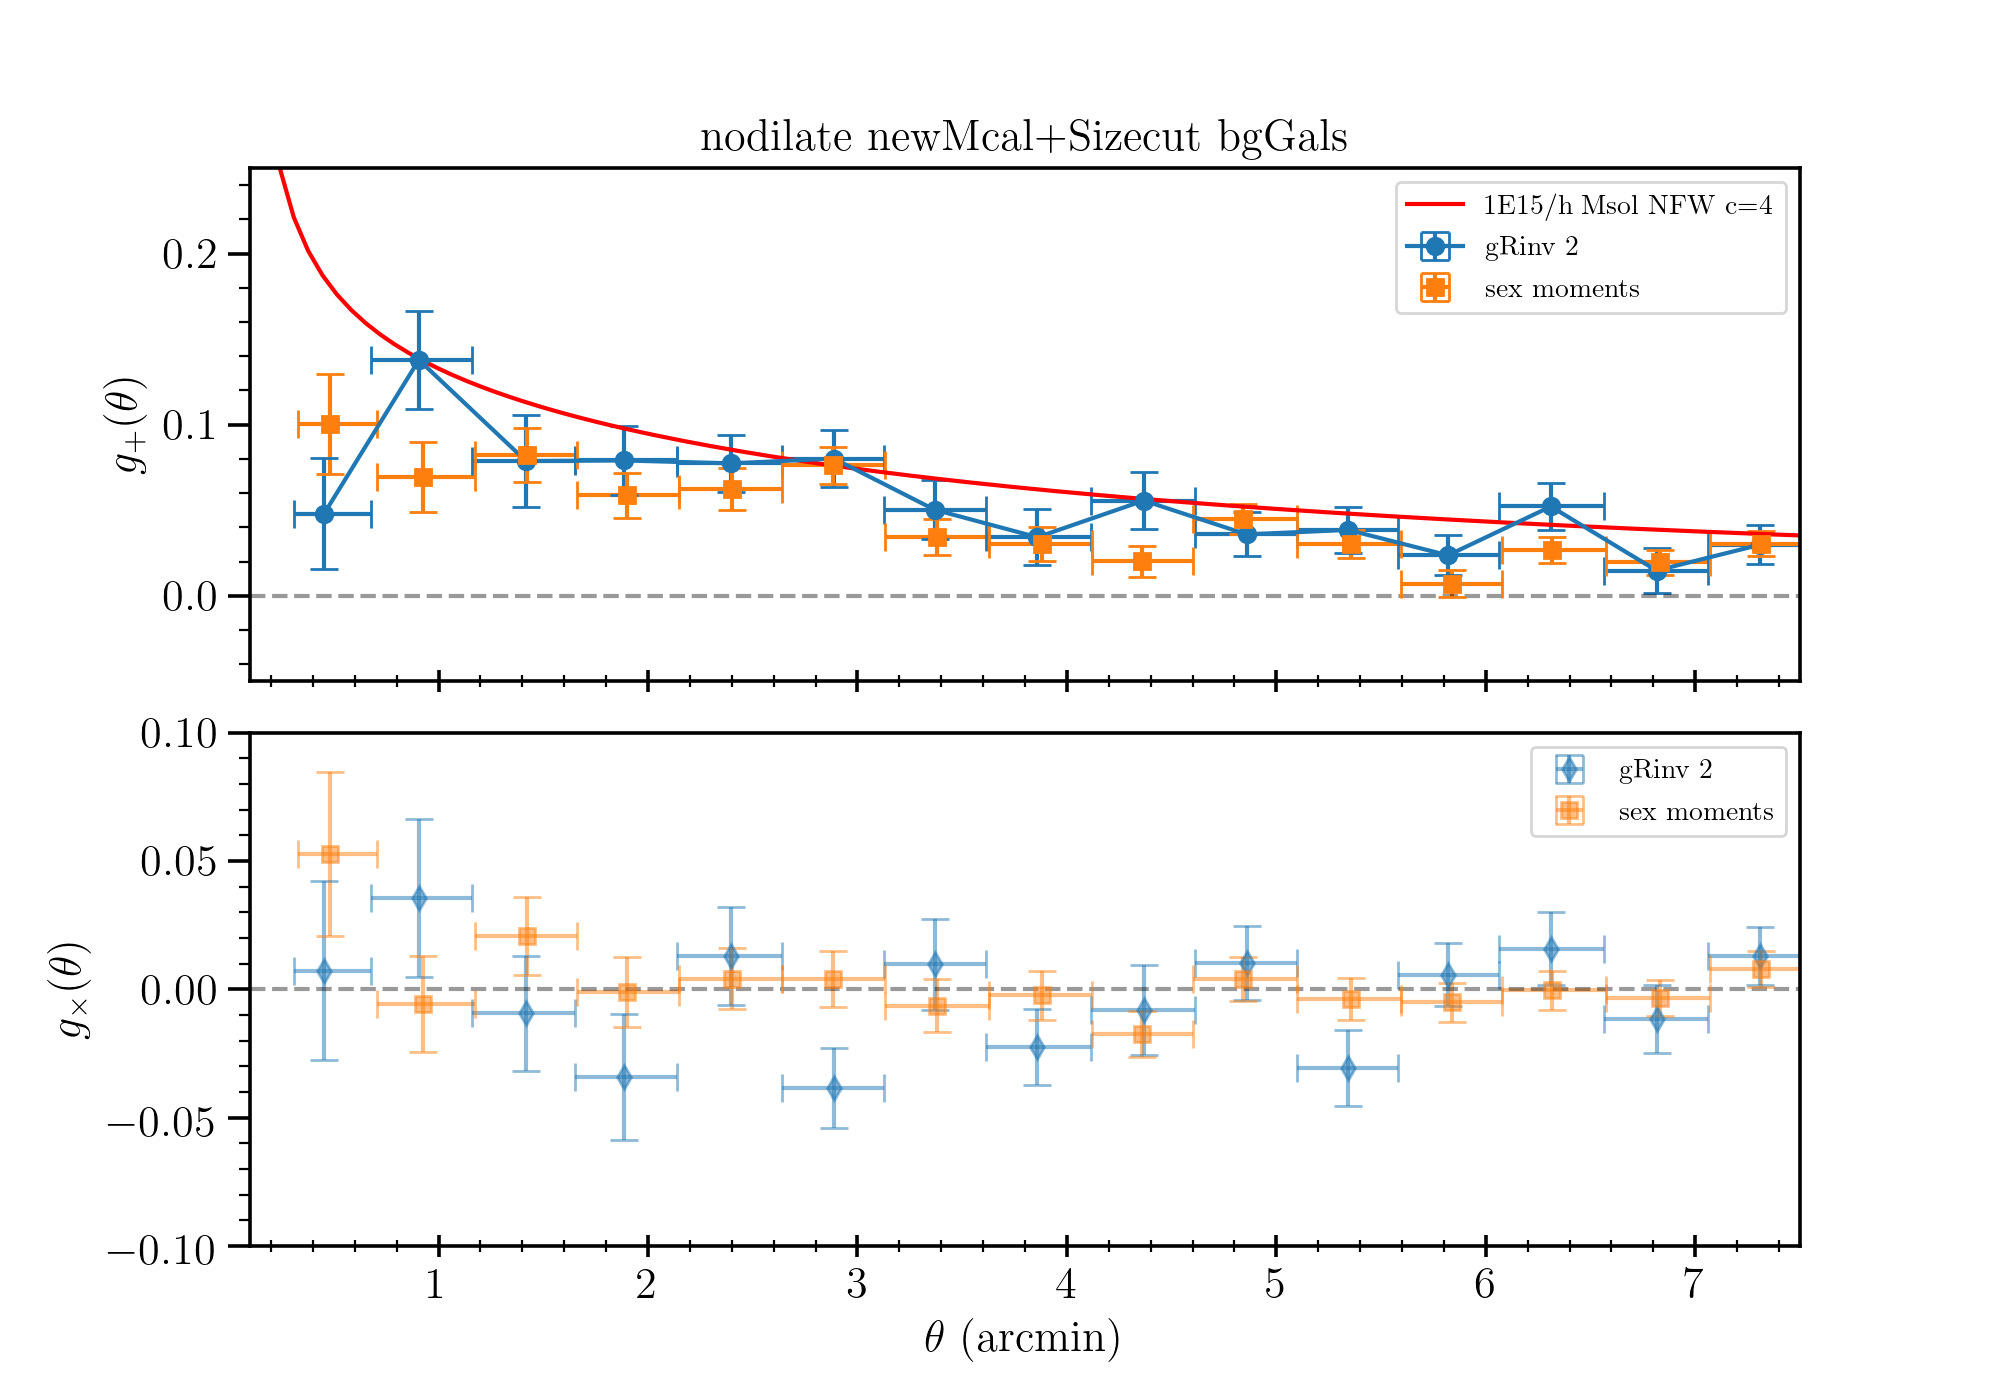 nodilate newMcal+Sizecut bgGals
1E15/h Msol NFW c=4
gRinv 2
sex moments
0.2
0.1
0.0
g₊(θ)
gRinv 2
sex moments
0.10
0.05
0.00
−0.05
−0.10
g×(θ)
1 2 3 4 5 6 7
θ (arcmin)